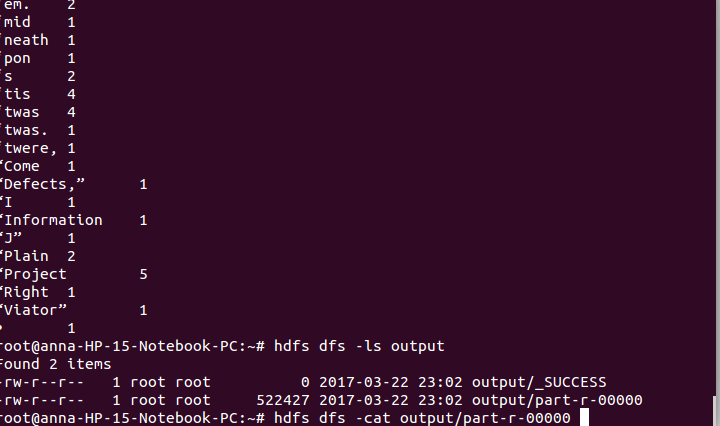 em. 2
mid 1
neath 1
pon 1
s 2
tis 4
twas 4
twas. 1
twere, 1
“Come 1
“Defects,” 1
“I 1
“Information 1
“J” 1
“Plain 2
“Project 5
“Right 1
“Viator” 1
• 1
root@anna-HP-15-Notebook-PC:~# hdfs dfs -ls output
Found 2 items
-rw-r--r-- 1 root root 0 2017-03-22 23:02 output/_SUCCESS
-rw-r--r-- 1 root root 522427 2017-03-22 23:02 output/part-r-00000
root@anna-HP-15-Notebook-PC:~# hdfs dfs -cat output/part-r-00000